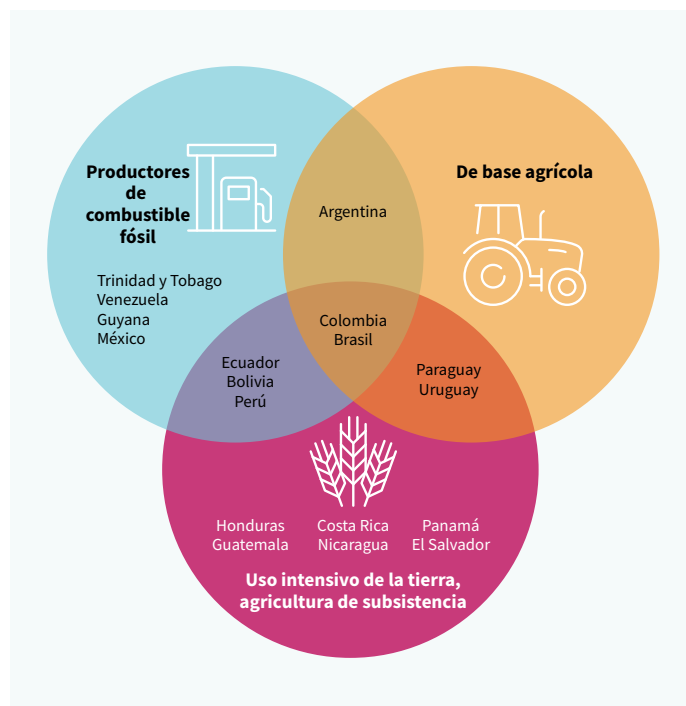 Productores
de
combustible
fósil
Trinidad y Tobago
Venezuela
Guyana
México
De base agrícola
Argentina
Colombia
Brasil
Ecuador
Bolivia
Perú
Paraguay
Uruguay
Honduras
Guatemala
Costa Rica
Nicaragua
Panamá
El Salvador
Uso intensivo de la tierra,
agricultura de subsistencia